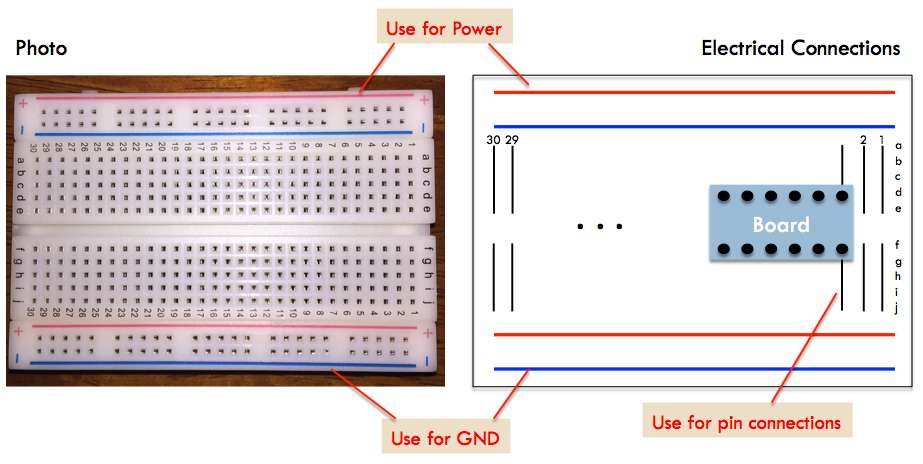 Use for Power
Photo
Electrical Connections
+ +
- -
30 29 28 27 26 25 24 23 22 21 20 19 18 17 16 15 14 13 12 11 10 9 8 7 6 5 4 3 2 1
a a
b b
c c
d d
e e
f f
g g
h h
i i
j j
30 29 28 27 26 25 24 23 22 21 20 19 18 17 16 15 14 13 12 11 10 9 8 7 6 5 4 3 2 1
+ +
- -
30 29 2 1
a
b
c
d
e
. . .
Board
f
g
h
i
j
Use for GND
Use for pin connections